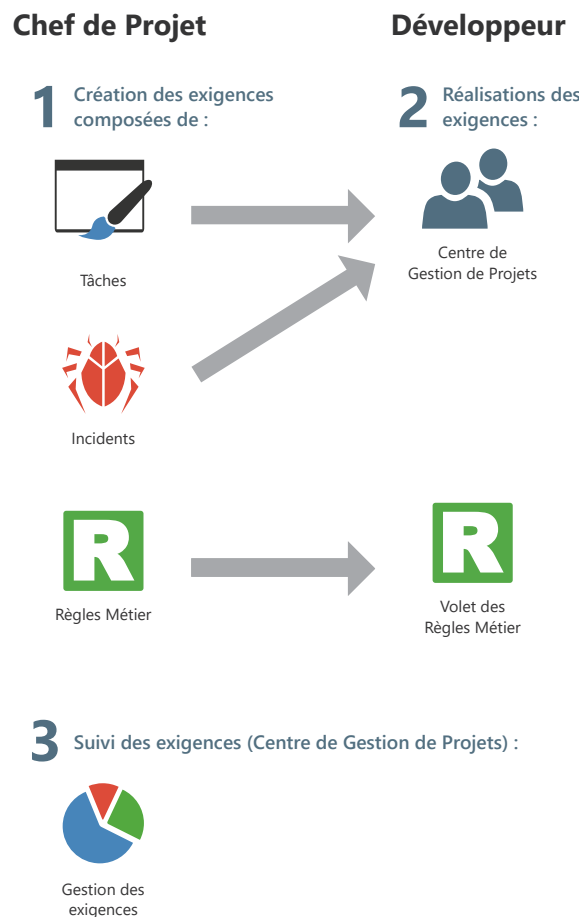 Chef de Projet
Développeur
1
Création des exigences
composées de :
2
Réalisations des
exigences :
Tâches
Centre de
Gestion de Projets
Incidents
R
Règles Métier
R
Volet des
Règles Métier
3
Suivi des exigences (Centre de Gestion de Projets) :
Gestion des
exigences